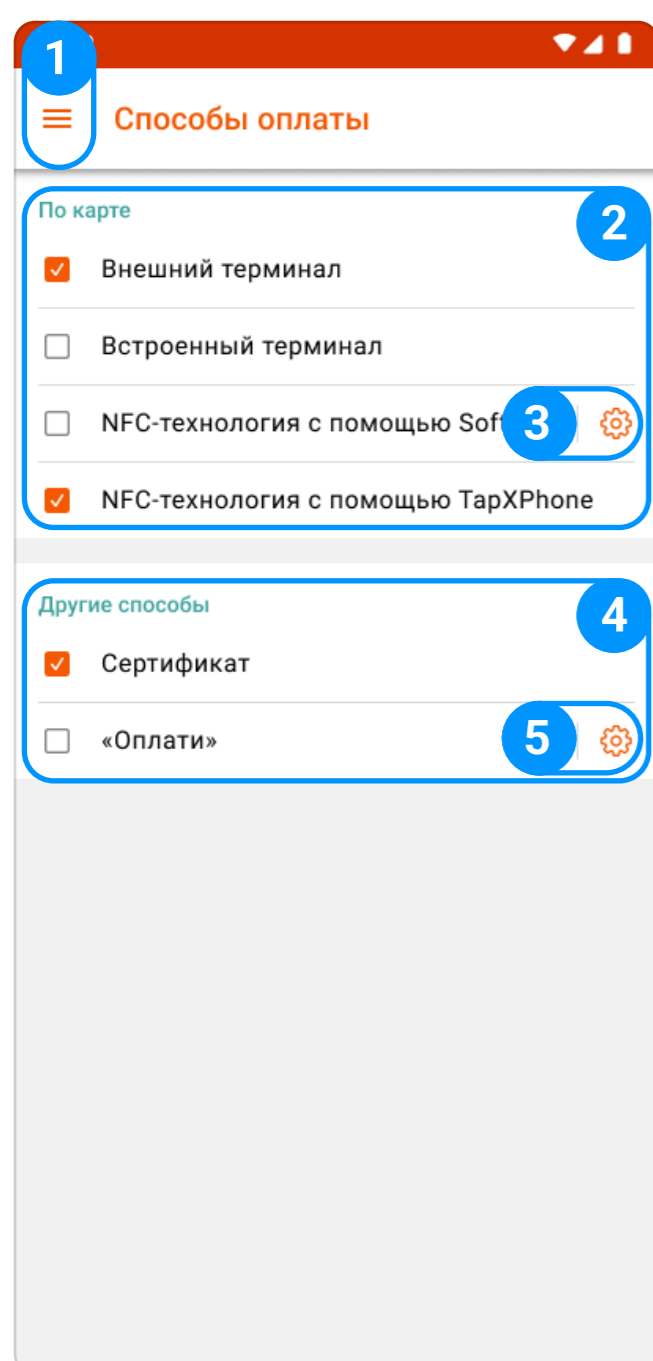 1
Способы оплаты
По карте
2
Внешний терминал
Встроенный терминал
NFC-технология с помощью
3
NFC-технология с помощью TapXPhone
Другие способы
4
Сертификат
«Оплати»
5